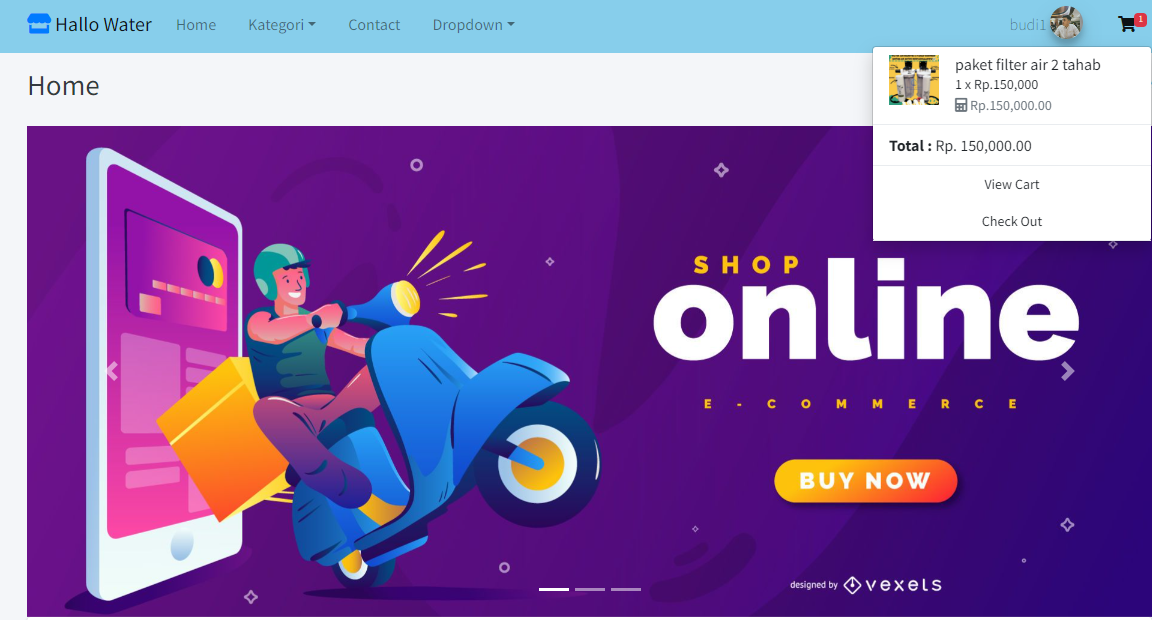 Hallo Water
Home
Kategori
Contact
Dropdown
budi1
1
paket filter air 2 tahab
1 x Rp.150,000
Rp.150,000.00
Total : Rp. 150,000.00
View Cart
Check Out
Home
SHOP
online
E-COMMERCE
BUY NOW
designed by vexels